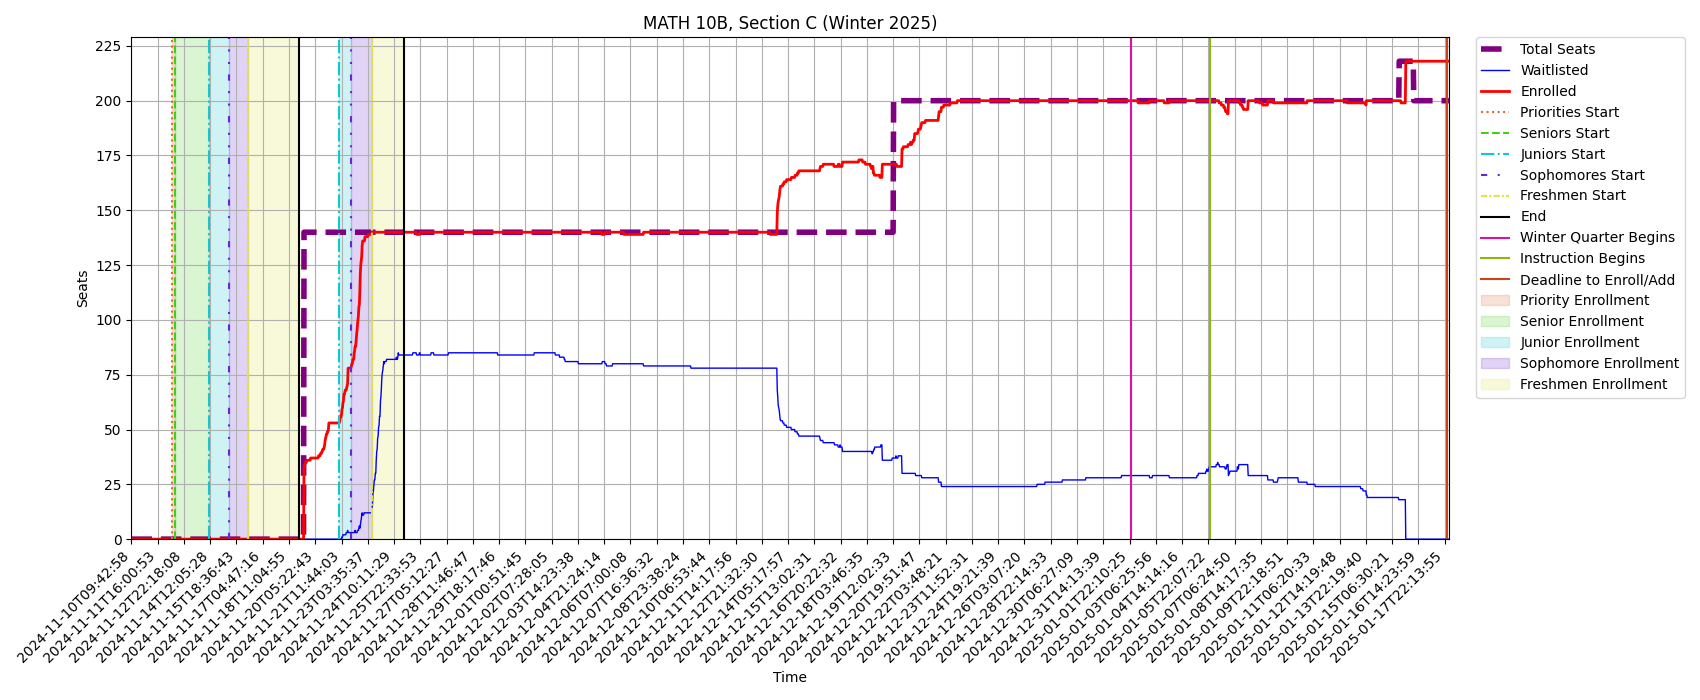 MATH 10B, Section C (Winter 2025)
225
200
175
150
125
100
75
50
25
0
Seats
2024-11-10T09:42:58
2024-11-11T16:00:53
2024-11-12T22:18:08
2024-11-14T12:05:28
2024-11-15T18:36:43
2024-11-17T04:47:16
2024-11-18T11:04:55
2024-11-20T05:22:43
2024-11-21T11:44:03
2024-11-23T03:35:37
2024-11-24T10:11:29
2024-11-25T22:33:53
2024-11-27T05:12:27
2024-11-28T11:46:47
2024-11-29T18:17:46
2024-12-01T00:51:45
2024-12-02T07:28:05
2024-12-03T14:23:38
2024-12-04T21:24:14
2024-12-06T07:00:08
2024-12-07T16:36:32
2024-12-08T23:38:24
2024-12-10T06:53:44
2024-12-11T14:17:56
2024-12-12T21:32:30
2024-12-14T05:17:57
2024-12-15T13:02:31
2024-12-16T20:22:32
2024-12-18T03:46:35
2024-12-19T12:02:33
2024-12-20T19:51:47
2024-12-22T03:48:21
2024-12-23T11:52:31
2024-12-24T19:21:39
2024-12-26T03:07:20
2024-12-28T22:14:33
2024-12-30T06:27:09
2024-12-31T14:13:39
2025-01-01T22:10:25
2025-01-03T06:25:56
2025-01-04T14:14:16
2025-01-05T22:07:22
2025-01-07T06:24:50
2025-01-08T14:17:35
2025-01-09T22:18:51
2025-01-11T06:20:33
2025-01-12T14:19:48
2025-01-13T22:19:40
2025-01-15T06:30:21
2025-01-16T14:23:59
2025-01-17T22:13:55
Time
Total Seats
Waitlisted
Enrolled
Priorities Start
Seniors Start
Juniors Start
Sophomores Start
Freshmen Start
End
Winter Quarter Begins
Instruction Begins
Deadline to Enroll/Add
Priority Enrollment
Senior Enrollment
Junior Enrollment
Sophomore Enrollment
Freshmen Enrollment